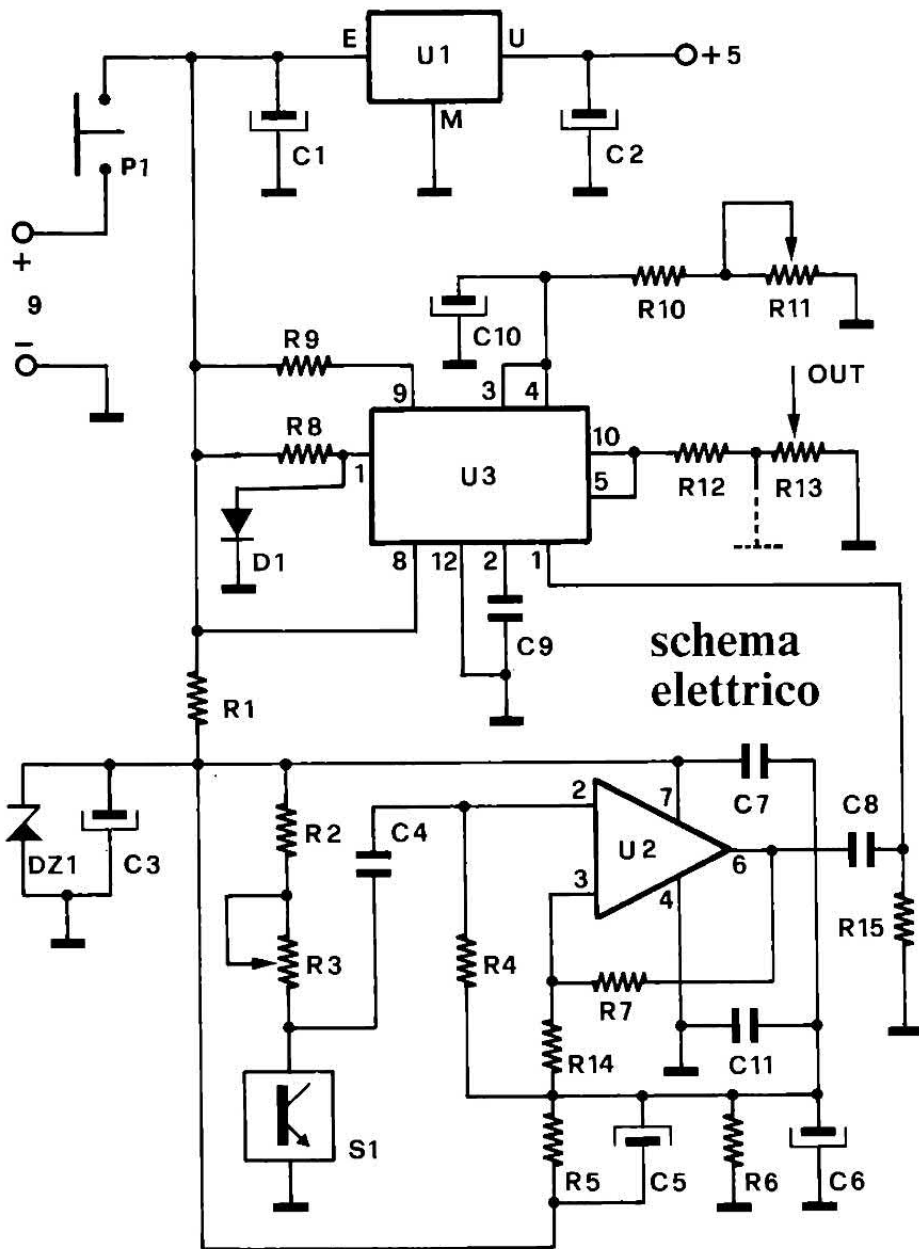 E U1 U +5
M
C1 C2
P1
+
9
-
R10 R11
C10
R9
9 3 4 OUT
R8
1 U3 10
5 R12 R13
D1
8 12 2 1
C9
schema
elettrico
R1
DZ1 C3
R2
C4
2 7 C7 C8
U2 6
3 4
R3 R4 R7 R15
C11
R14
S1
R5 C5 R6 C6